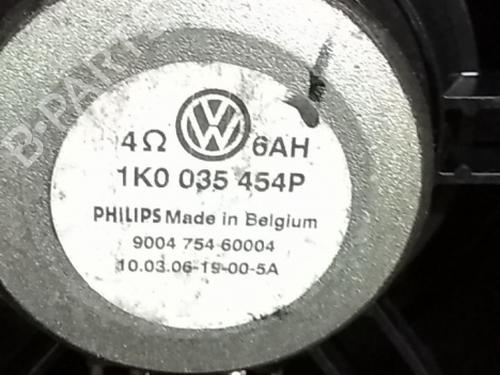 B-PARTS
4Ω 6AH
1K0 035 454P
PHILIPS Made in Belgium
9004 754 60004
10.03.06-19-00-5A